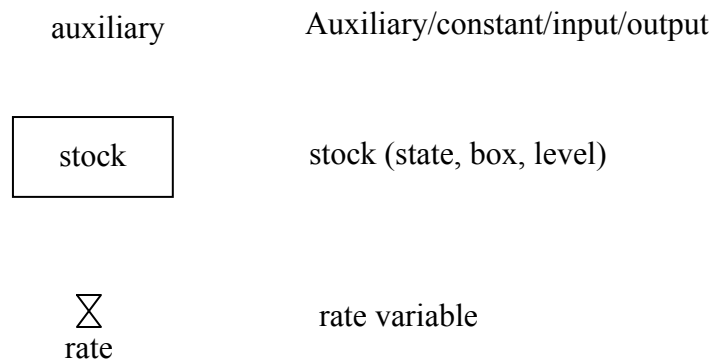 auxiliary Auxiliary/constant/input/output
stock stock (state, box, level)
rate variable
rate